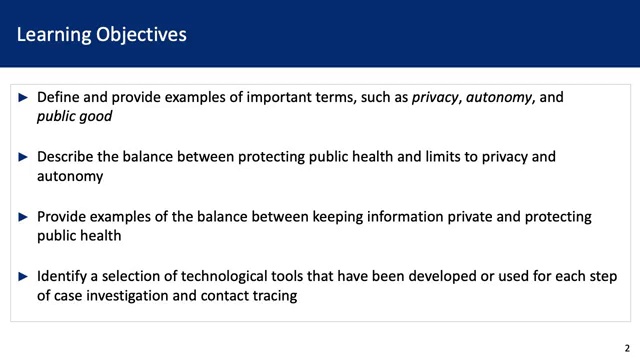 Learning Objectives
► Define and provide examples of important terms, such as privacy, autonomy, and
public good
► Describe the balance between protecting public health and limits to privacy and
autonomy
► Provide examples of the balance between keeping information private and protecting
public health
► Identify a selection of technological tools that have been developed or used for each step
of case investigation and contact tracing
2